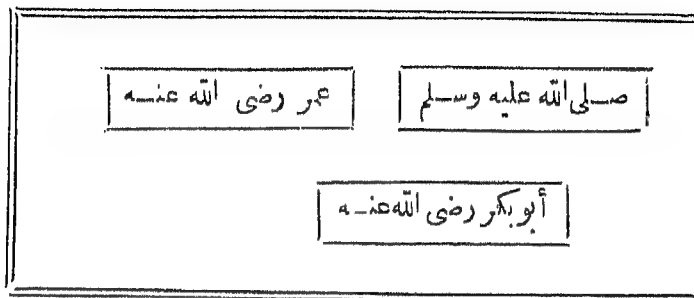 صلى الله عليه وسلم
عمر رضى الله عنه
أبو بكر رضى الله عنه